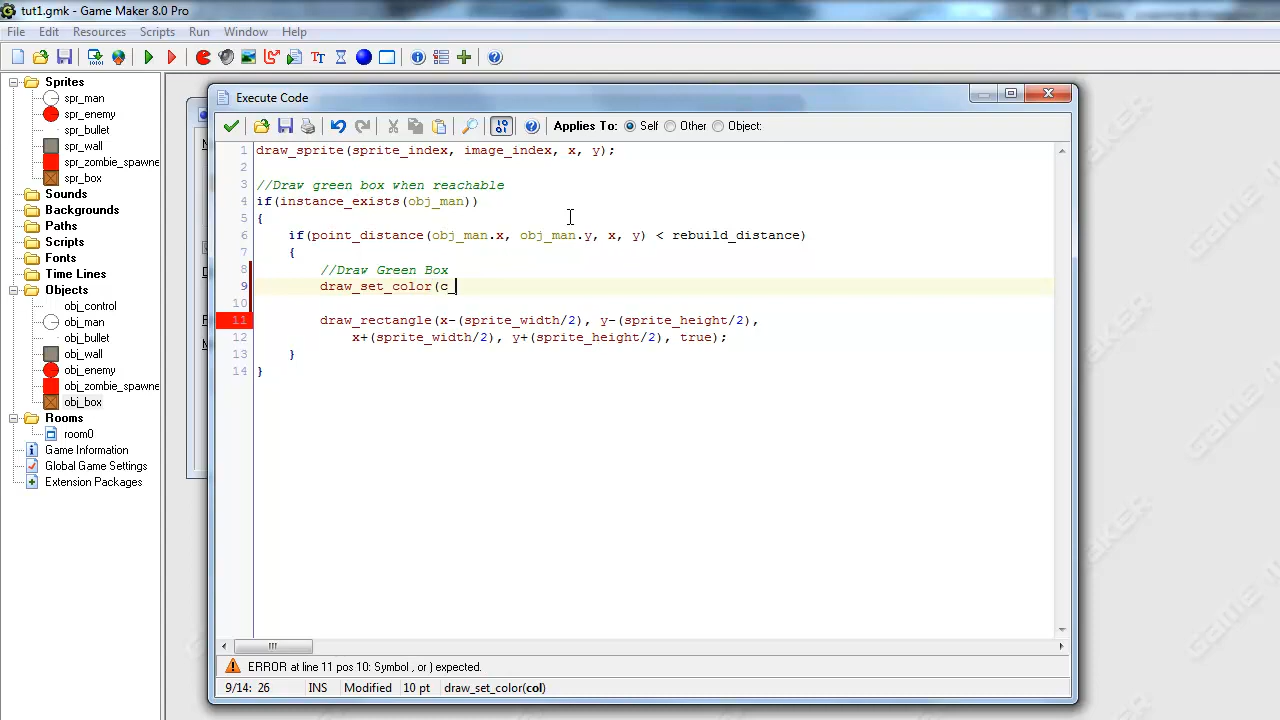 tut1.gmk - Game Maker 8.0 Pro
File Edit Resources Scripts Run Window Help
Sprites
spr_man
spr_enemy
spr_bullet
spr_wall
spr_zombie_spawne
spr_box
Sounds
Backgrounds
Paths
Scripts
Fonts
Time Lines
Objects
obj_control
obj_man
obj_bullet
obj_wall
obj_enemy
obj_zombie_spawne
obj_box
Rooms
room0
Game Information
Global Game Settings
Extension Packages
Execute Code
Applies To: Self Other Object:
1 draw_sprite(sprite_index, image_index, x, y);
2
3 //Draw green box when reachable
4 if(instance_exists(obj_man))
5 {
6 if(point_distance(obj_man.x, obj_man.y, x, y) < rebuild_distance)
7 {
8 //Draw Green Box
9 draw_set_color(c_
10
11 draw_rectangle(x-(sprite_width/2), y-(sprite_height/2),
12 x+(sprite_width/2), y+(sprite_height/2), true);
13 }
14 }
ERROR at line 11 pos 10: Symbol , or ) expected.
9/14: 26 INS Modified 10 pt draw_set_color(col)